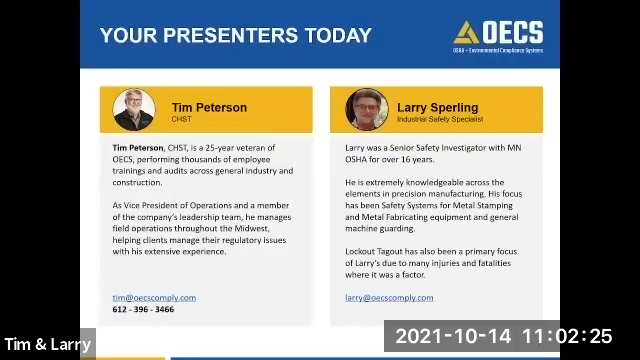 YOUR PRESENTERS TODAY
OECS
OSHA + Environmental Compliance Systems
Tim Peterson
CHST
Tim Peterson, CHST, is a 25-year veteran of
OECS, performing thousands of employee
trainings and audits across general industry and
construction.
As Vice President of Operations and a member
of the company's leadership team, he manages
field operations throughout the Midwest,
helping clients manage their regulatory issues
with his extensive experience.
tim@oecscomply.com
612 - 396 - 3466
Larry Sperling
Industrial Safety Specialist
Larry was a Senior Safety Investigator with MN
OSHA for over 16 years.
He is extremely knowledgeable across the
elements in precision manufacturing. His focus
has been Safety Systems for Metal Stamping
and Metal Fabricating equipment and general
machine guarding.
Lockout Tagout has also been a primary focus
of Larry's due to many injuries and fatalities
where it was a factor.
larry@oecscomply.com
Tim & Larry
2021-10-14 11:02:25